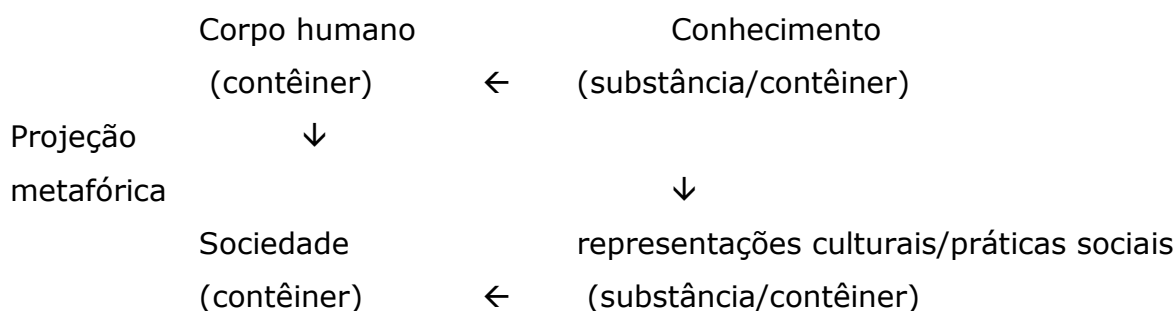 Corpo humano Conhecimento
(contêiner) ← (substância/contêiner)
Projeção ↓
metafórica ↓
Sociedade representações culturais/práticas sociais
(contêiner) ← (substância/contêiner)